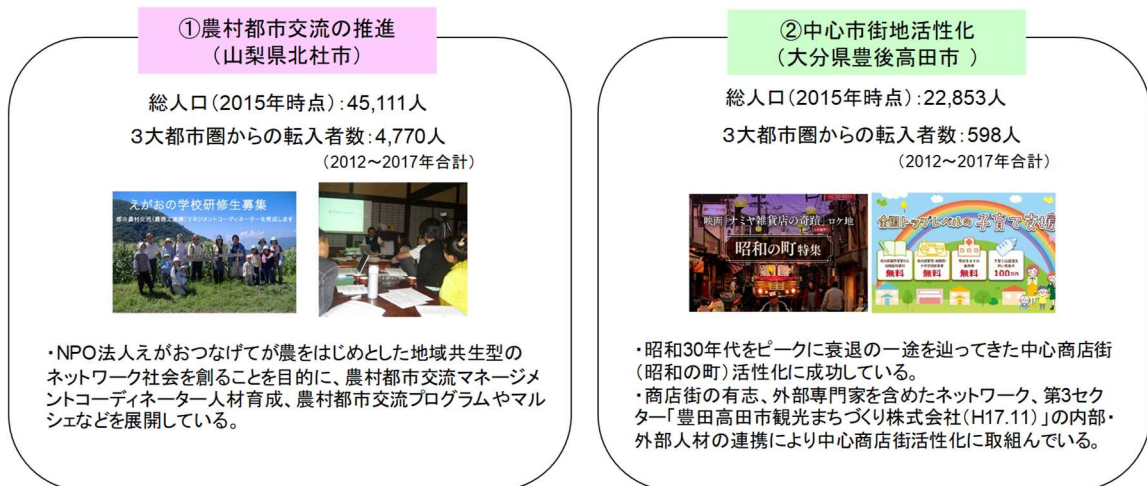 ①農村都市交流の推進
（山梨県北杜市）
総人口（2015年時点）：45,111人
３大都市圏からの転入者数：4,770人
（2012～2017年合計）
えがおの学校研修生募集
・NPO法人えがおつなげてが農をはじめとした地域共生型の
ネットワーク社会を創ることを目的に、農村都市交流マネージメ
ントコーディネーター人材育成、農村都市交流プログラムやマル
シェなどを展開している。
②中心市街地活性化
（大分県豊後高田市 ）
総人口（2015年時点）：22,853人
３大都市圏からの転入者数：598人
（2012～2017年合計）
映画「ナミヤ雑貨店の奇蹟」ロケ地
昭和の町特集
全国トップレベルの子育て支援
無料
無料
無料
100万円
・昭和30年代をピークに衰退の一途を辿ってきた中心商店街
（昭和の町）活性化に成功している。
・商店街の有志、外部専門家を含めたネットワーク、第3セク
ター「豊田高田市観光まちづくり株式会社（H17.11）」の内部・
外部人材の連携により中心商店街活性化に取組んでいる。